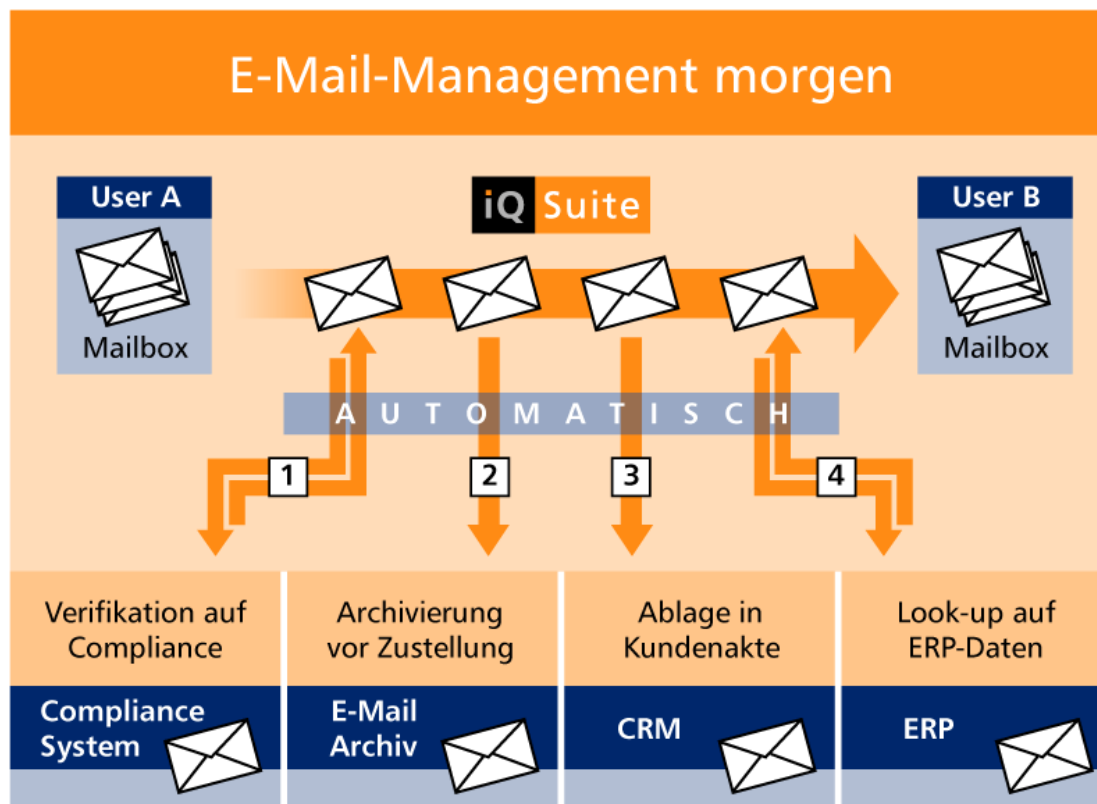 E-Mail-Management morgen
User A
iQ Suite
User B
Mailbox
Mailbox
AUTOMATISCH
1
2
3
4
Verifikation auf
Compliance
Archivierung
vor Zustellung
Ablage in
Kundenakte
Look-up auf
ERP-Daten
Compliance
System
E-Mail
Archiv
CRM
ERP